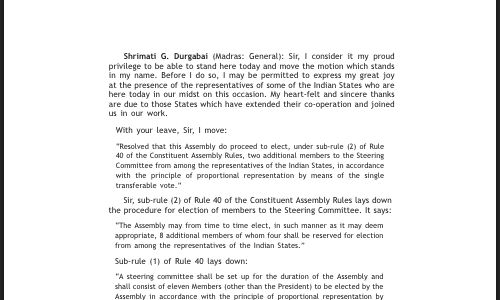 Shrimati G. Durgabai (Madras: General): Sir, I consider it my proud
privilege to be able to stand here today and move the motion which stands
in my name. Before I do so, I may be permitted to express my great joy
at the presence of the representatives of some of the Indian States who are
here today in our midst on this occasion. My heart-felt and sincere thanks
are due to those States which have extended their co-operation and joined
us in our work.
With your leave, Sir, I move:
"Resolved that this Assembly do proceed to elect, under sub-rule (2) of Rule
40 of the Constituent Assembly Rules, two additional members to the Steering
Committee from among the representatives of the Indian States, in accordance
with the principle of proportional representation by means of the single
transferable vote."
Sir, sub-rule (2) of Rule 40 of the Constituent Assembly Rules lays down
the procedure for election of members to the Steering Committee. It says:
"The Assembly may from time to time elect, in such manner as it may deem
appropriate, 8 additional members of whom four shall be reserved for election
from among the representatives of the Indian States."
Sub-rule (1) of Rule 40 lays down:
"A steering committee shall be set up for the duration of the Assembly and
shall consist of eleven Members (other than the President) to be elected by the
Assembly in accordance with the principle of proportional representation by